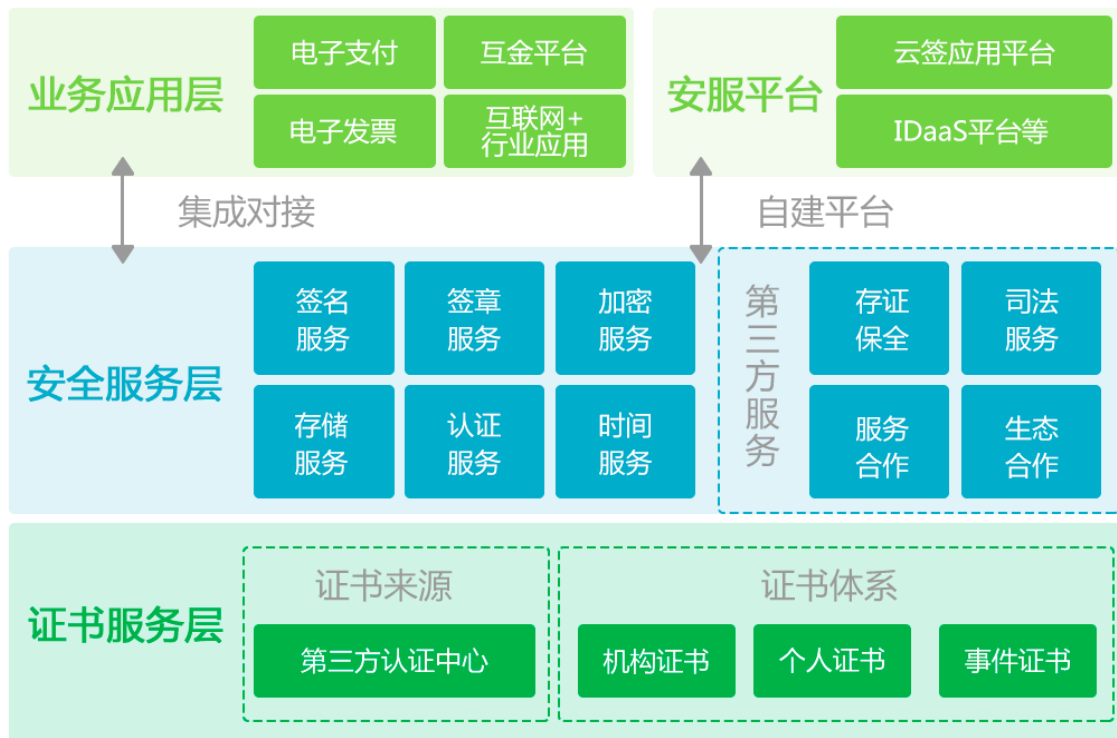 业务应用层
电子支付
互金平台
电子发票
互联网+
行业应用
安服平台
云签应用平台
IDaaS平台等
集成对接
自建平台
安全服务层
签名
服务
签章
服务
加密
服务
存储
服务
认证
服务
时间
服务
第三方服务
存证
保全
司法
服务
服务
合作
生态
合作
证书服务层
证书来源
第三方认证中心
证书体系
机构证书
个人证书
事件证书